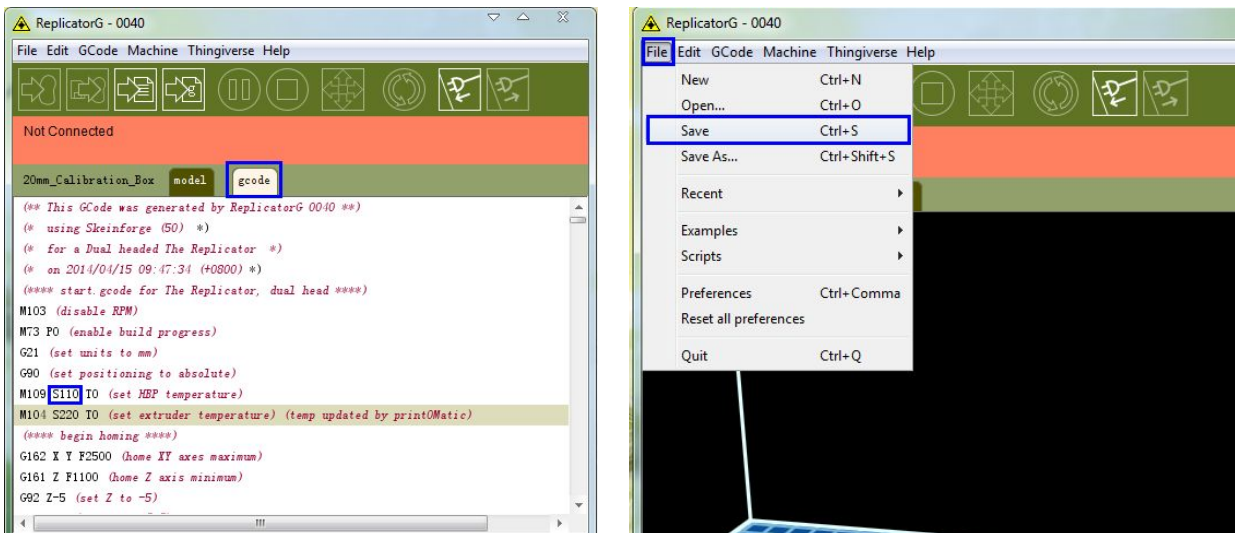 ReplicatorG - 0040
File Edit GCode Machine Thingiverse Help
Not Connected
20mm_Calibration_Box model gcode
(** This GCode was generated by ReplicatorG 0040 **)
(* using Skeinforge (50) *)
(* for a Dual headed The Replicator *)
(* on 2014/04/15 09:47:34 (+0800) *)
(**** start.gcode for The Replicator, dual head ****)
M103 (disable RPM)
M73 P0 (enable build progress)
G21 (set units to mm)
G90 (set positioning to absolute)
M109 S110 T0 (set HBP temperature)
M104 S220 T0 (set extruder temperature) (temp updated by printOMatic)
(**** begin homing ****)
G162 X Y F2500 (home XY axes maximum)
G161 Z F1100 (home Z axis minimum)
G92 Z-5 (set Z to -5)
ReplicatorG - 0040
File Edit GCode Machine Thingiverse Help
New Ctrl+N
Open... Ctrl+O
Save Ctrl+S
Save As... Ctrl+Shift+S
Recent
Examples
Scripts
Preferences Ctrl+Comma
Reset all preferences
Quit Ctrl+Q